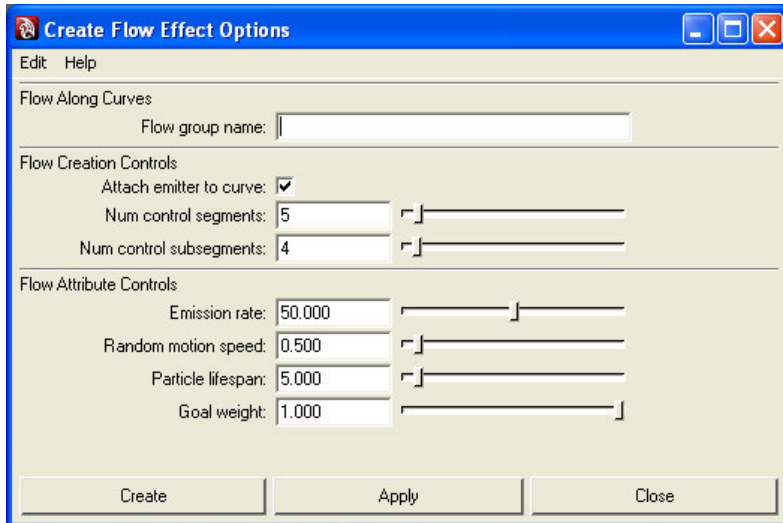 Create Flow Effect Options
Edit Help
Flow Along Curves
Flow group name:
Flow Creation Controls
Attach emitter to curve:
Num control segments: 5
Num control subsegments: 4
Flow Attribute Controls
Emission rate: 50.000
Random motion speed: 0.500
Particle lifespan: 5.000
Goal weight: 1.000
Create Apply Close